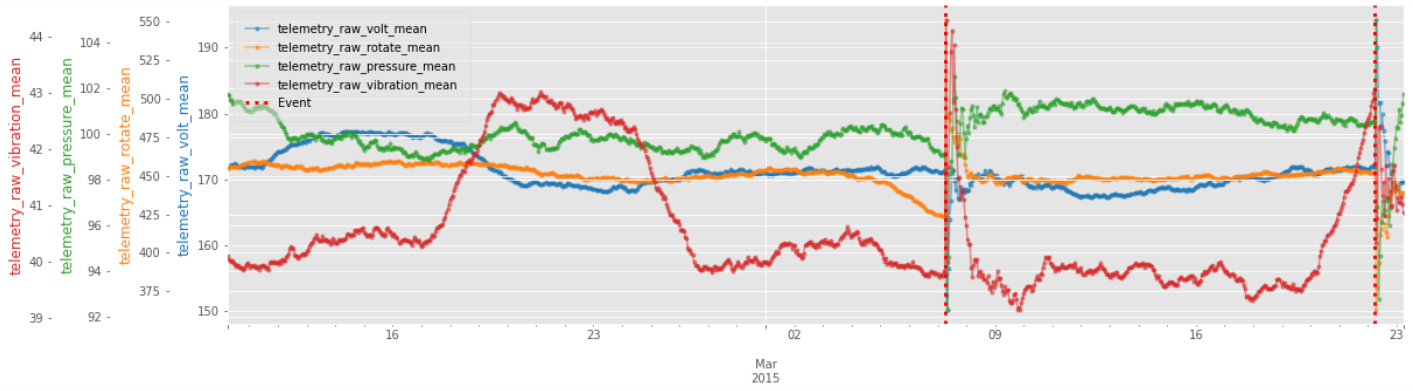 telemetry_raw_vibration_mean
44
43
42
41
40
39
telemetry_raw_pressure_mean
104
102
100
98
96
94
92
telemetry_raw_rotate_mean
550
525
500
475
450
425
400
375
telemetry_raw_volt_mean
190
180
170
160
150
telemetry_raw_volt_mean
telemetry_raw_rotate_mean
telemetry_raw_pressure_mean
telemetry_raw_vibration_mean
Event
16 23 02 09 16 23
Mar
2015